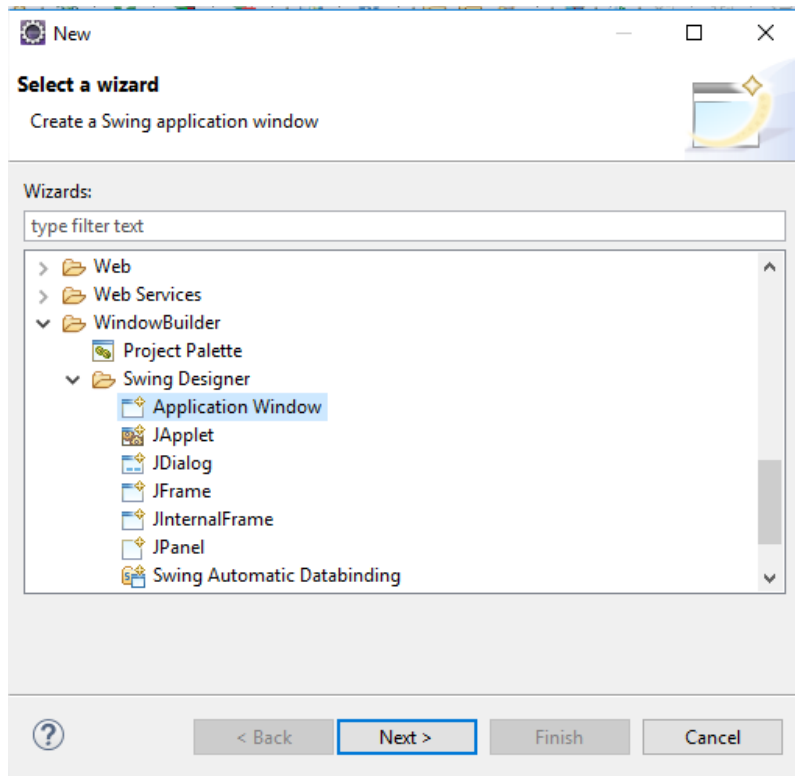 New
Select a wizard
Create a Swing application window
Wizards:
type filter text
Web
Web Services
WindowBuilder
Project Palette
Swing Designer
Application Window
JApplet
JDialog
JFrame
JInternalFrame
JPanel
Swing Automatic Databinding
< Back Next > Finish Cancel